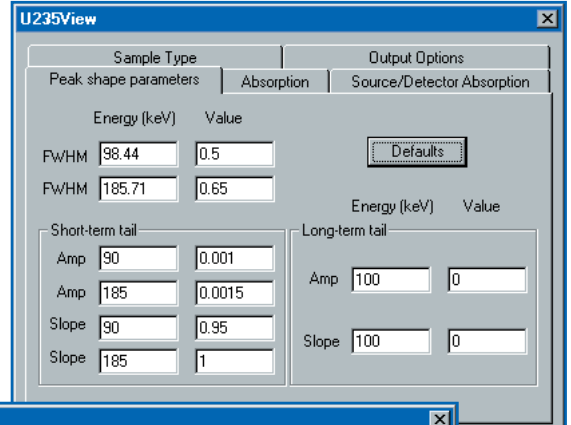 U235View
Sample Type Output Options
Peak shape parameters Absorption Source/Detector Absorption
Energy (keV) Value
FWHM 98.44 0.5
Defaults
FWHM 185.71 0.65
Energy (keV) Value
Short-term tail
Amp 90 0.001
Amp 185 0.0015
Slope 90 0.95
Slope 185 1
Long-term tail
Amp 100 0
Slope 100 0